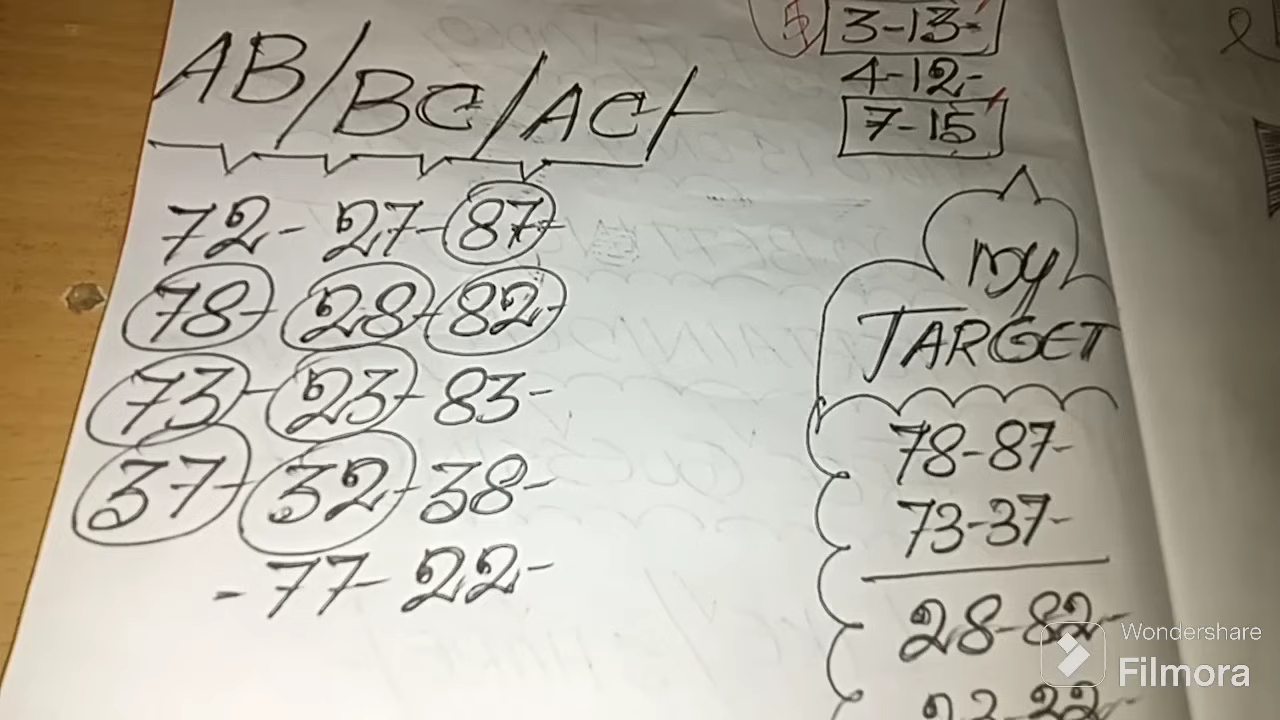 AB/BC/AC/
72- 27-87-
78- 28-82-
73- 23- 83-
37- 32- 38-
- 77- 22-
5
3-13-
4-12-
7-15
my
TARGET
78-87-
73-37-
28-82-
Wondershare
Filmora